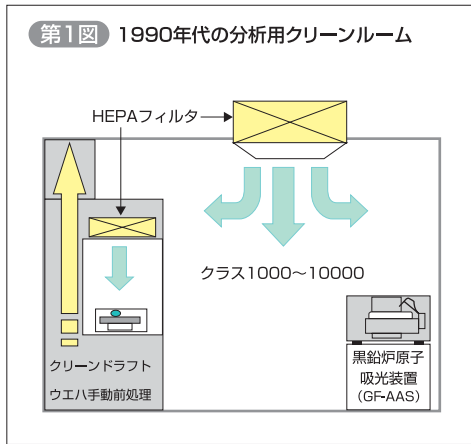 第1図 1990年代の分析用クリーンルーム
HEPAフィルタ
クラス1000～10000
クリーンドラフト
ウエハ手動前処理
黒鉛炉原子
吸光装置
(GF-AAS)